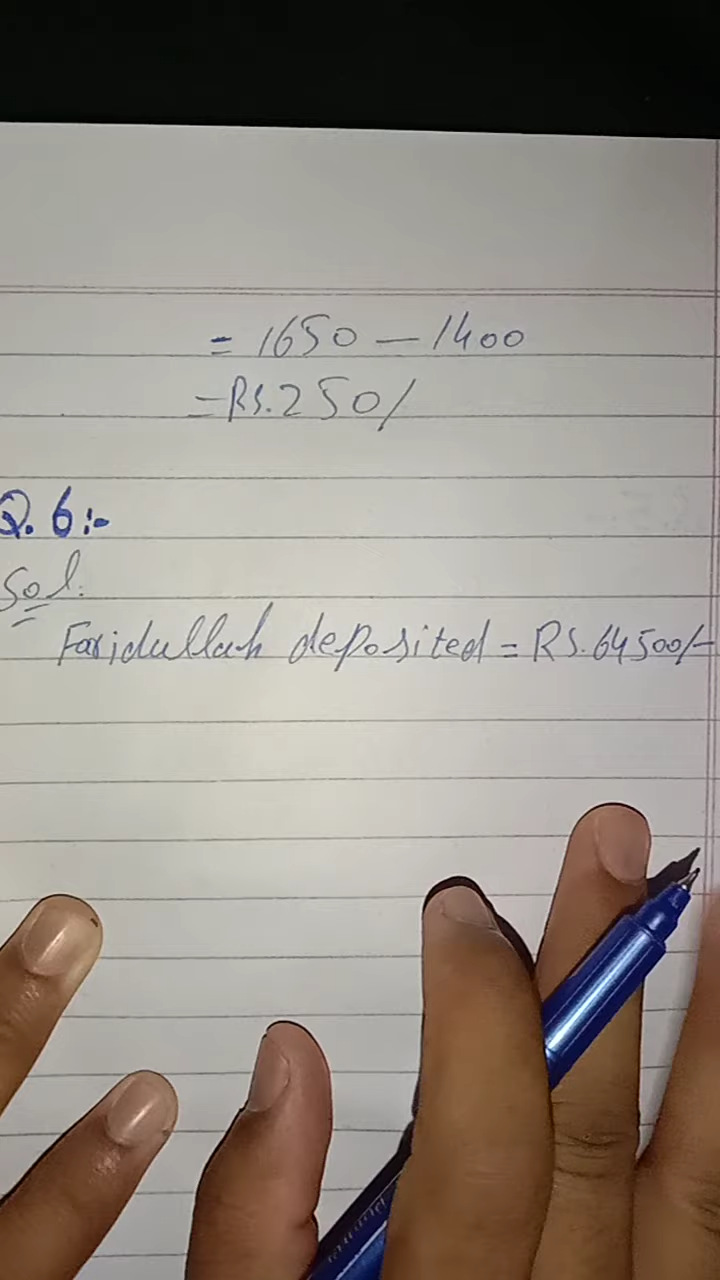 = 1650 – 1400
= Rs. 250/
Q. 6:-
Sol.
Faridullah deposited = Rs. 64500/-